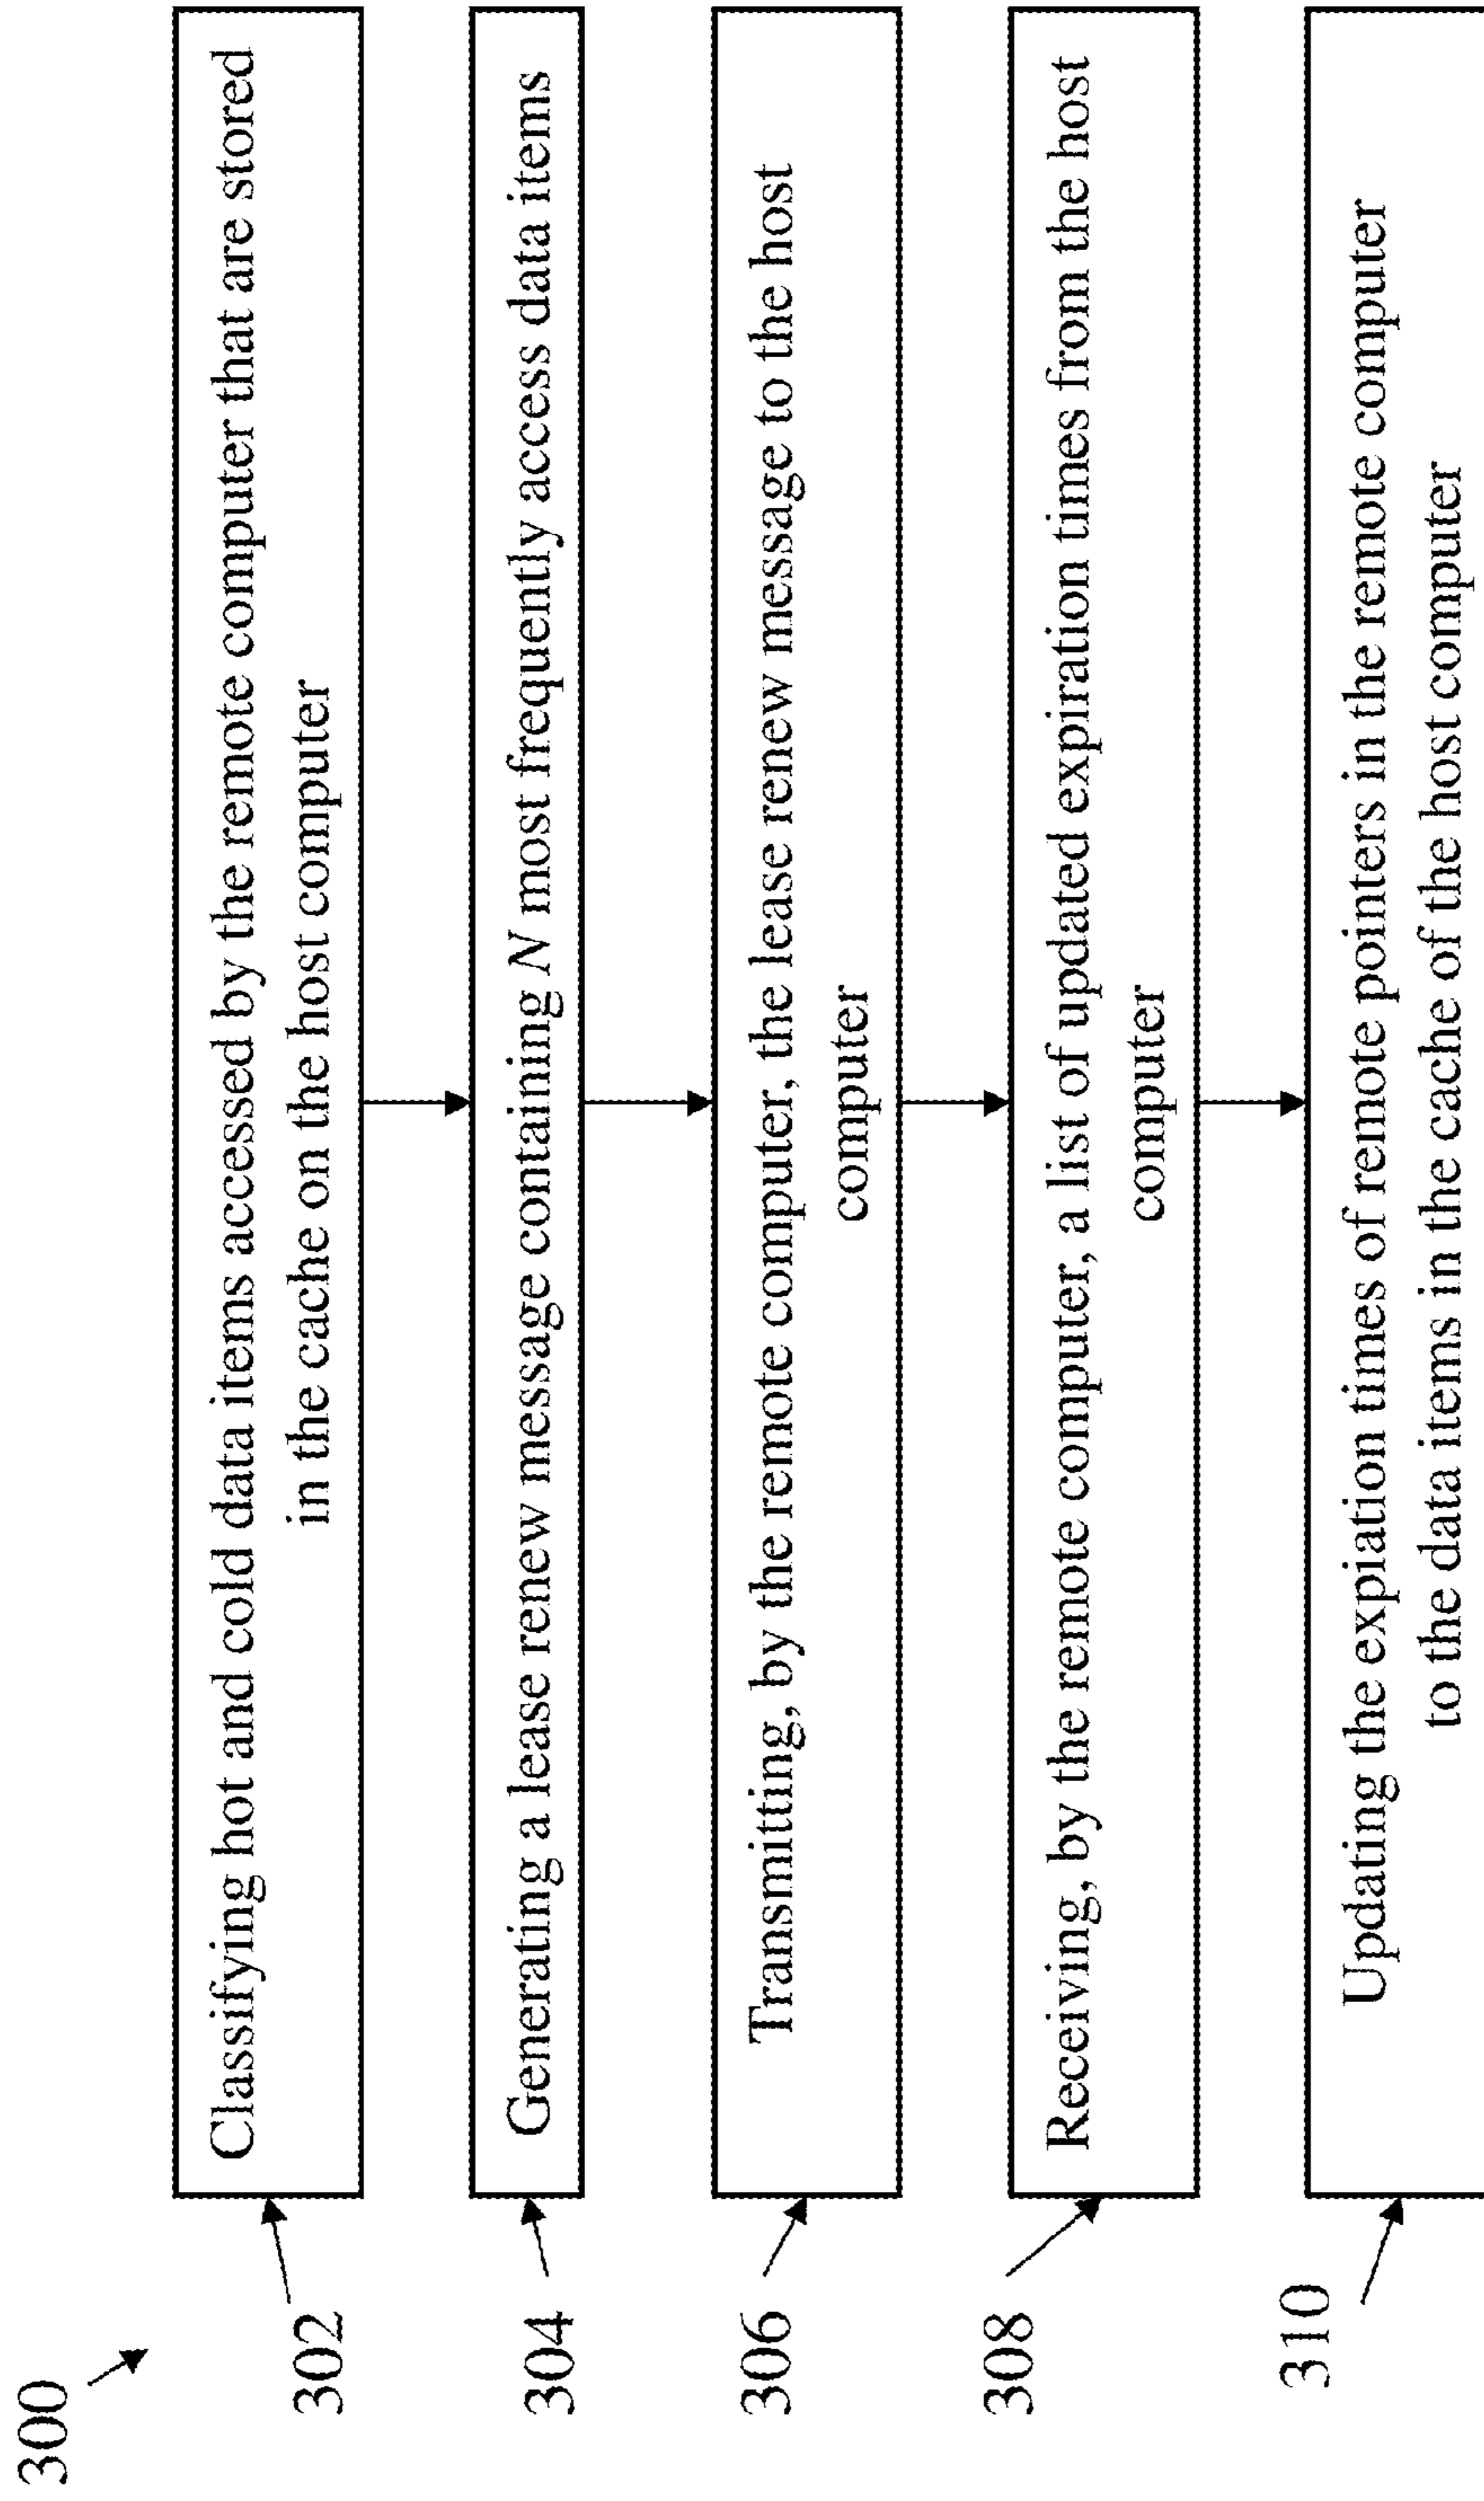 300
302
Classifying hot and cold data items accessed by the remote computer that are stored
in the cache on the host computer
304
Generating a lease renew message containing N most frequently access data items
306
Transmitting, by the remote computer, the lease renew message to the host
computer
308
Receiving, by the remote computer, a list of updated expiration times from the host
computer
310
Updating the expiation times of remote pointers in the remote computer
to the data items in the cache of the host computer